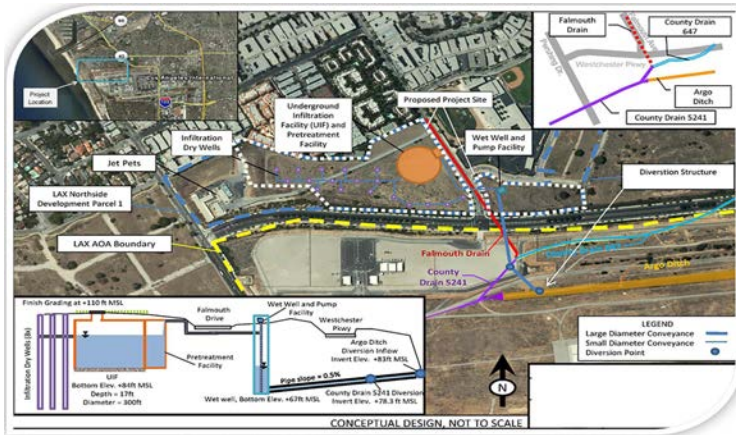 Project
Location
Los Angeles International
Falmouth
Drain
County Drain
647
Pershing Dr.
Westchester Pkwy
Argo
Ditch
County Drain 5241
Underground
Infiltration
Facility (UIF) and
Pretreatment
Facility
Proposed Project Site
Infiltration
Dry Wells
Wet Well and
Pump Facility
Jet Pets
Diverstion Structure
LAX Northside
Development Parcel 1
LAX AOA Boundary
Falmouth Drain
County
Drain 5241
Argo Ditch
Finish Grading at +110 ft MSL
Falmouth
Drive
Wet Well and Pump
Facility
Westchester
Pkwy
Argo Ditch
Diversion Inflow
Invert Elev. +83ft MSL
Infiltration Dry Wells (8x)
Pretreatment
Facility
UIF
Bottom Elev. +84ft MSL
Depth = 17ft
Diameter = 300ft
Pipe slope = 0.5%
Wet well, Bottom Elev. +67ft MSL
County Drain 5241 Diversion
Invert Elev. +78.3 ft MSL
LEGEND
Large Diameter Conveyance
Small Diameter Conveyance
Diversion Point
N
CONCEPTUAL DESIGN, NOT TO SCALE